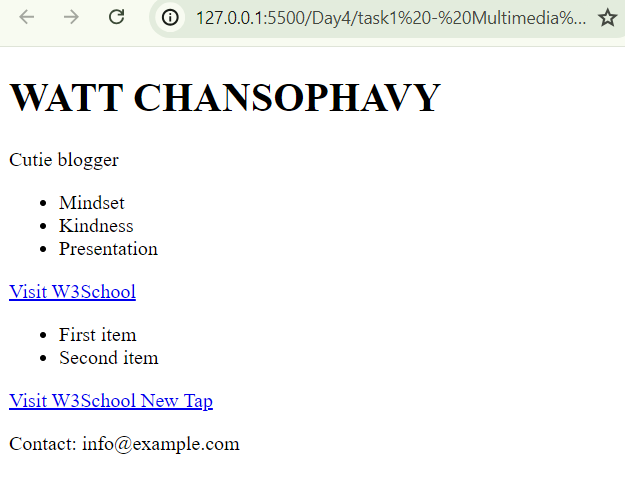 127.0.0.1:5500/Day4/task1%20-%20Multimedia%...
WATT CHANSOPHAVY
Cutie blogger
• Mindset
• Kindness
• Presentation
Visit W3School
• First item
• Second item
Visit W3School New Tap
Contact: info@example.com